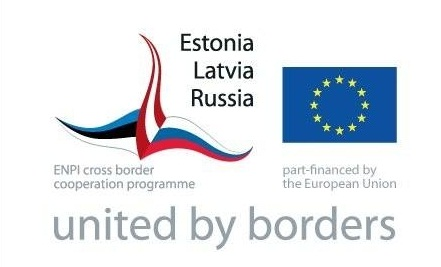 Estonia
Latvia
Russia
ENPI cross border
cooperation programme
part-financed by
the European Union
united by borders